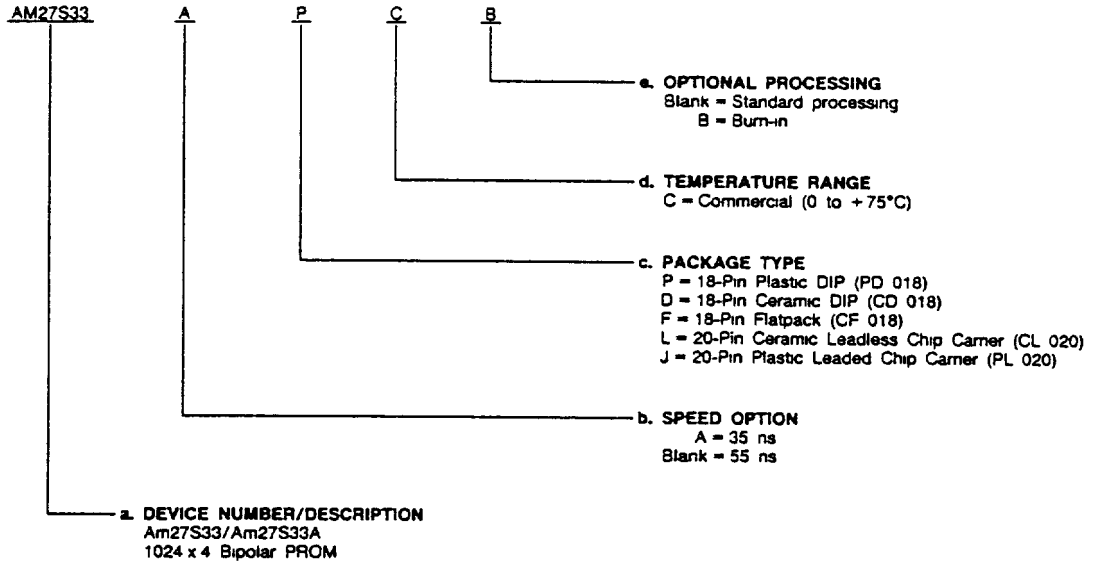 AM27S33 A P C B
e. OPTIONAL PROCESSING
Blank = Standard processing
B = Burn-in
d. TEMPERATURE RANGE
C = Commercial (0 to +75°C)
c. PACKAGE TYPE
P = 18-Pin Plastic DIP (PD 018)
D = 18-Pin Ceramic DIP (CD 018)
F = 18-Pin Flatpack (CF 018)
L = 20-Pin Ceramic Leadless Chip Carrier (CL 020)
J = 20-Pin Plastic Leaded Chip Carrier (PL 020)
b. SPEED OPTION
A = 35 ns
Blank = 55 ns
a. DEVICE NUMBER/DESCRIPTION
Am27S33/Am27S33A
1024 x 4 Bipolar PROM